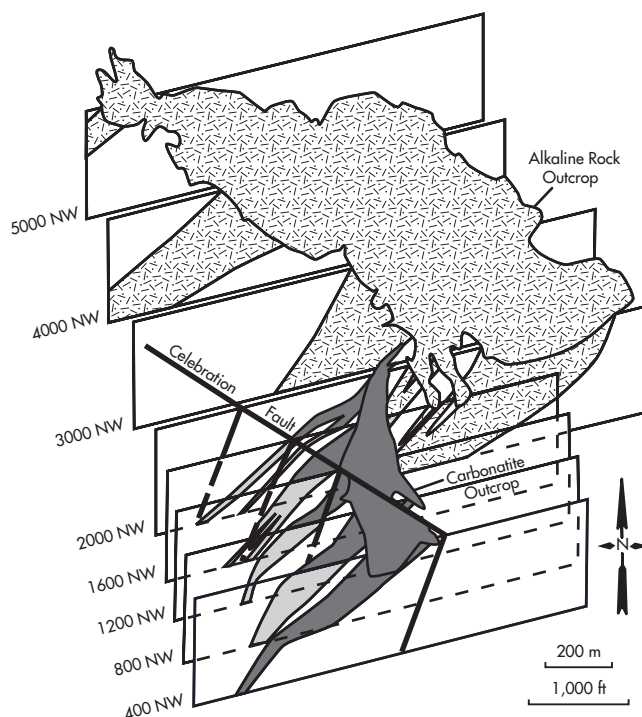 Alkaline Rock
Outcrop
5000 NW
4000 NW
Celebration
Fault
3000 NW
Carbonatite
Outcrop
2000 NW
1600 NW
N
1200 NW
800 NW
200 m
400 NW
1,000 ft